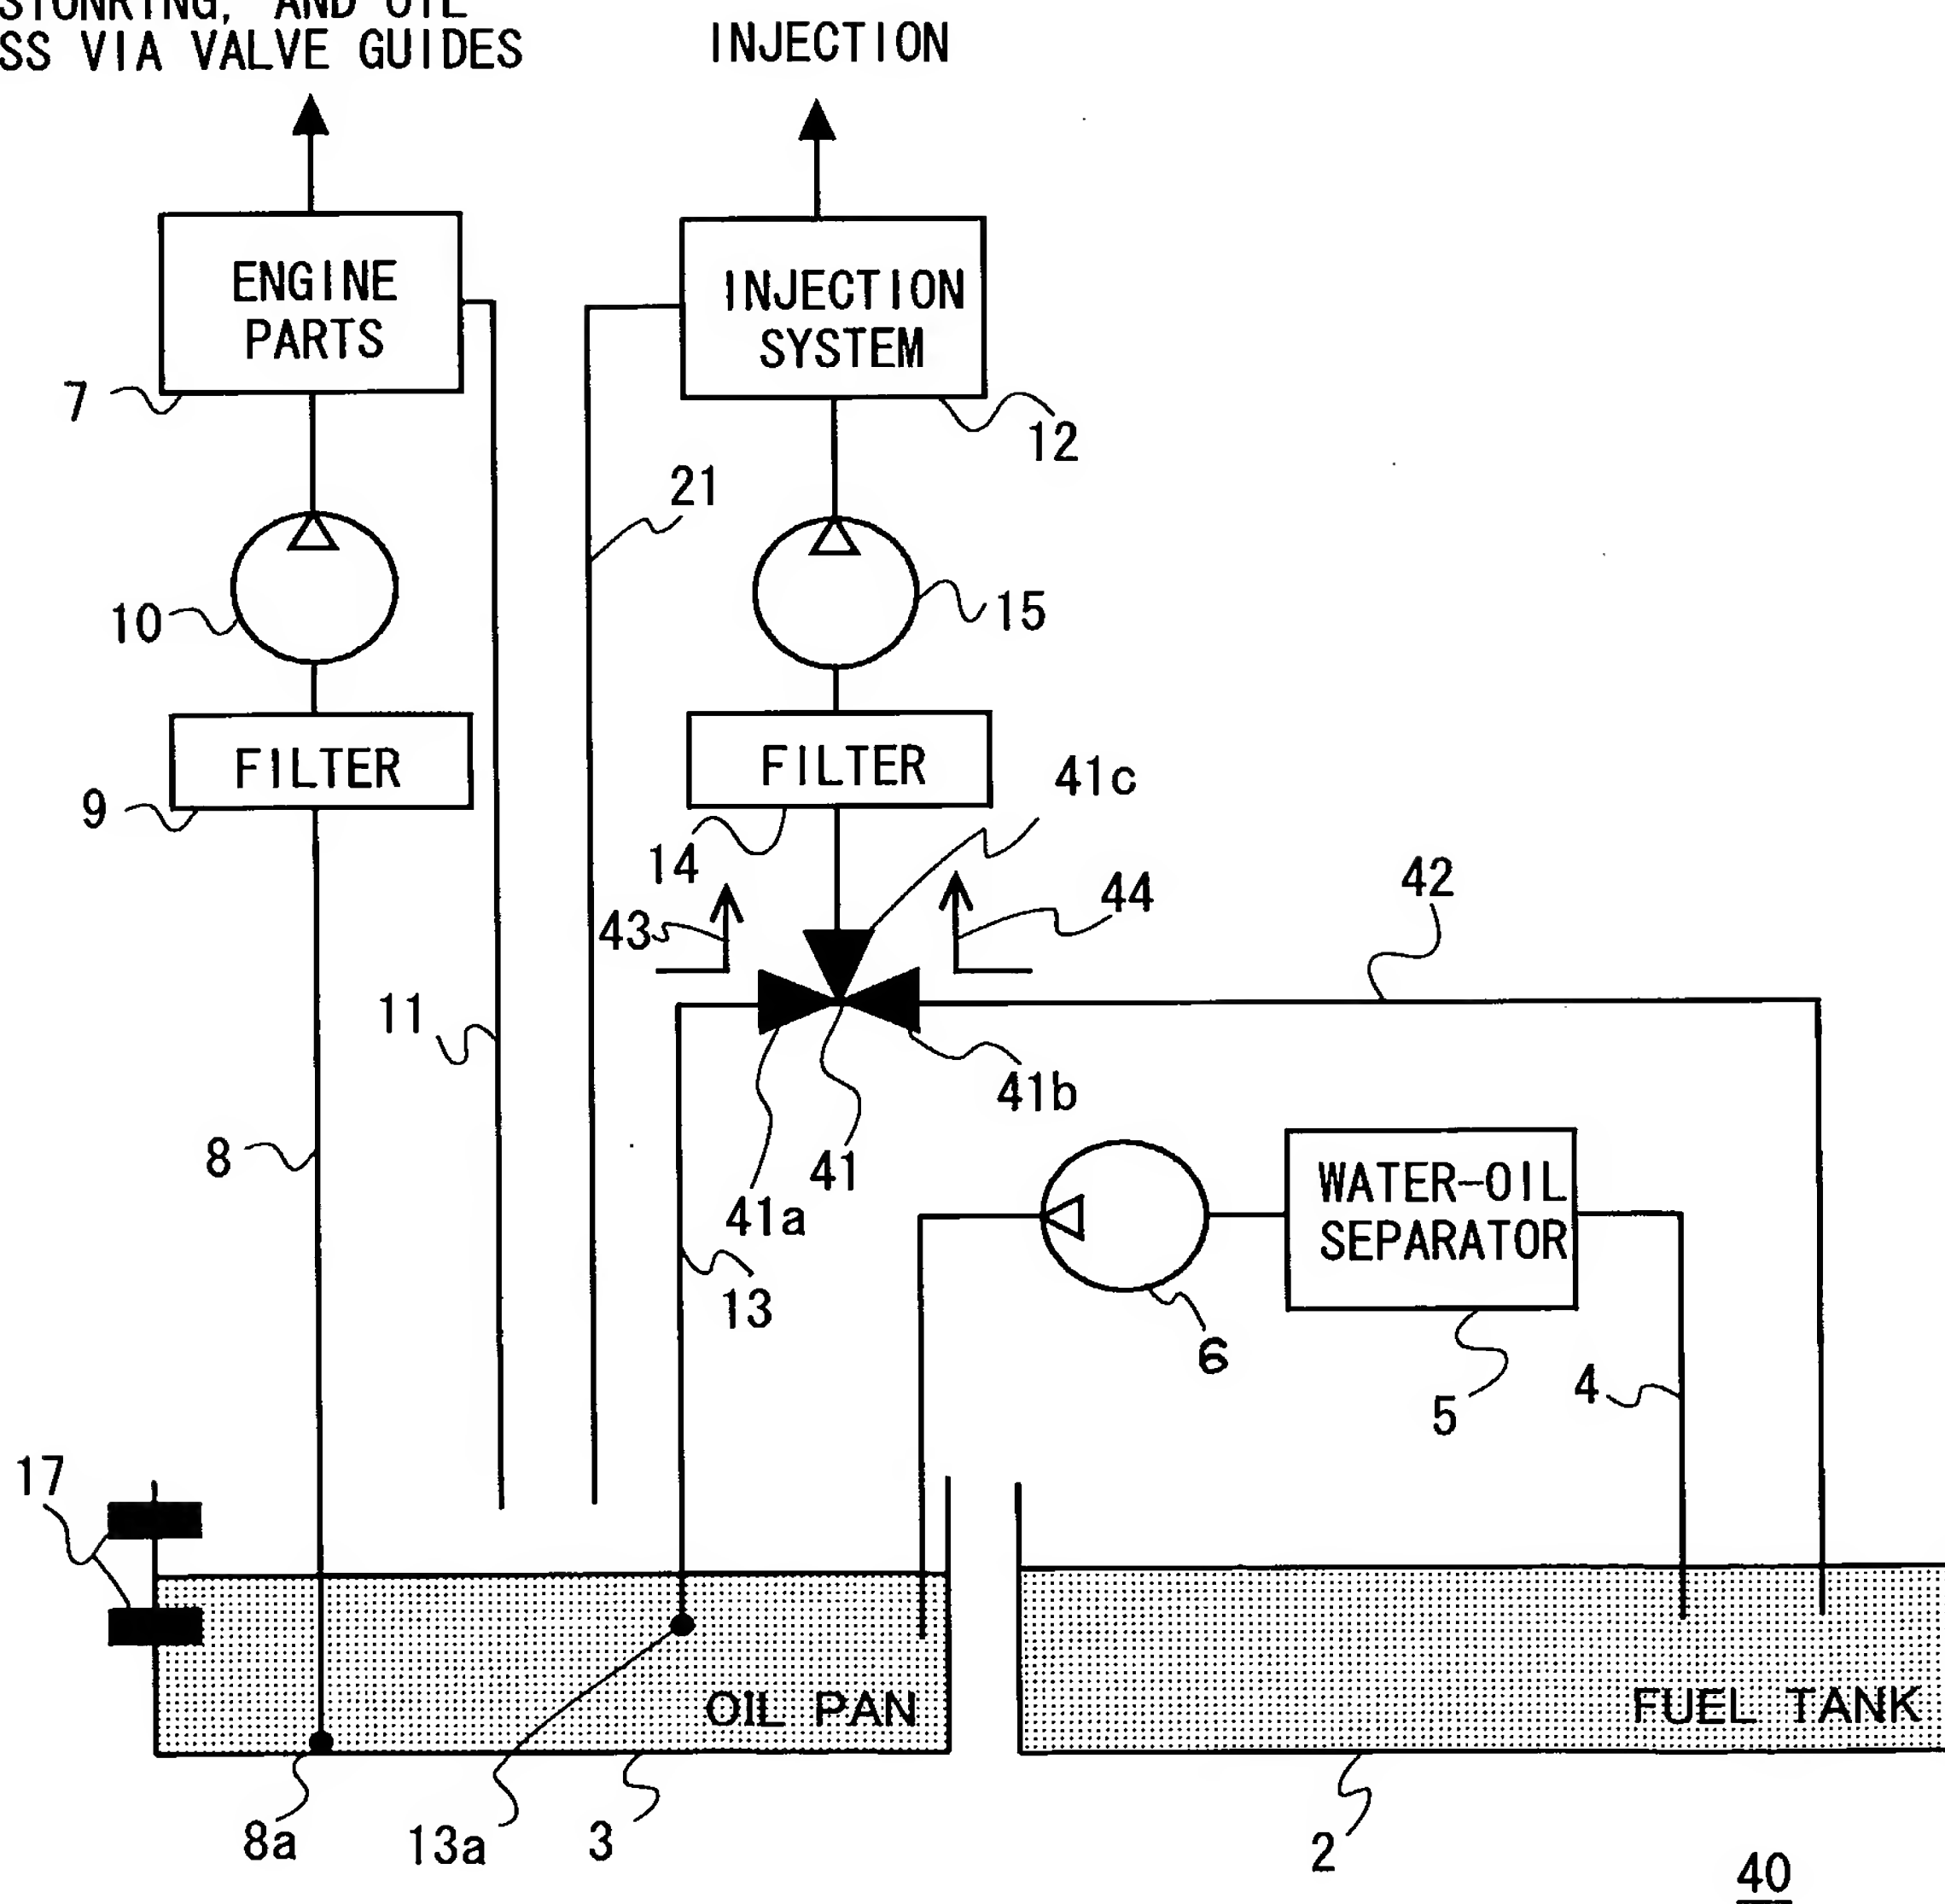 SS VIA VALVE GUIDES
INJECTION
ENGINE
PARTS
INJECTION
SYSTEM
7
12
21
10
15
FILTER
FILTER
41c
9
14
42
43
44
11
41b
8
41
41a
WATER-OIL
SEPARATOR
13
6
4
5
17
OIL PAN
FUEL TANK
8a
13a
3
2
40